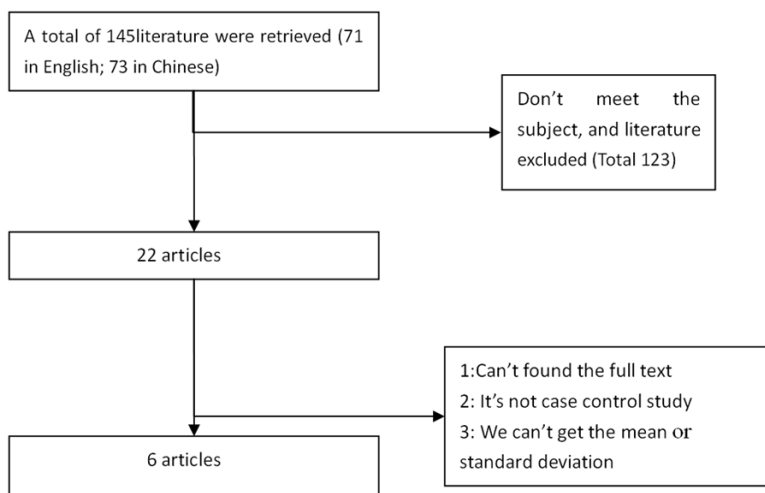 A total of 145literature were retrieved (71
in English; 73 in Chinese)
Don't meet the
subject, and literature
excluded (Total 123)
22 articles
1:Can't found the full text
2: It's not case control study
3: We can't get the mean or
standard deviation
6 articles